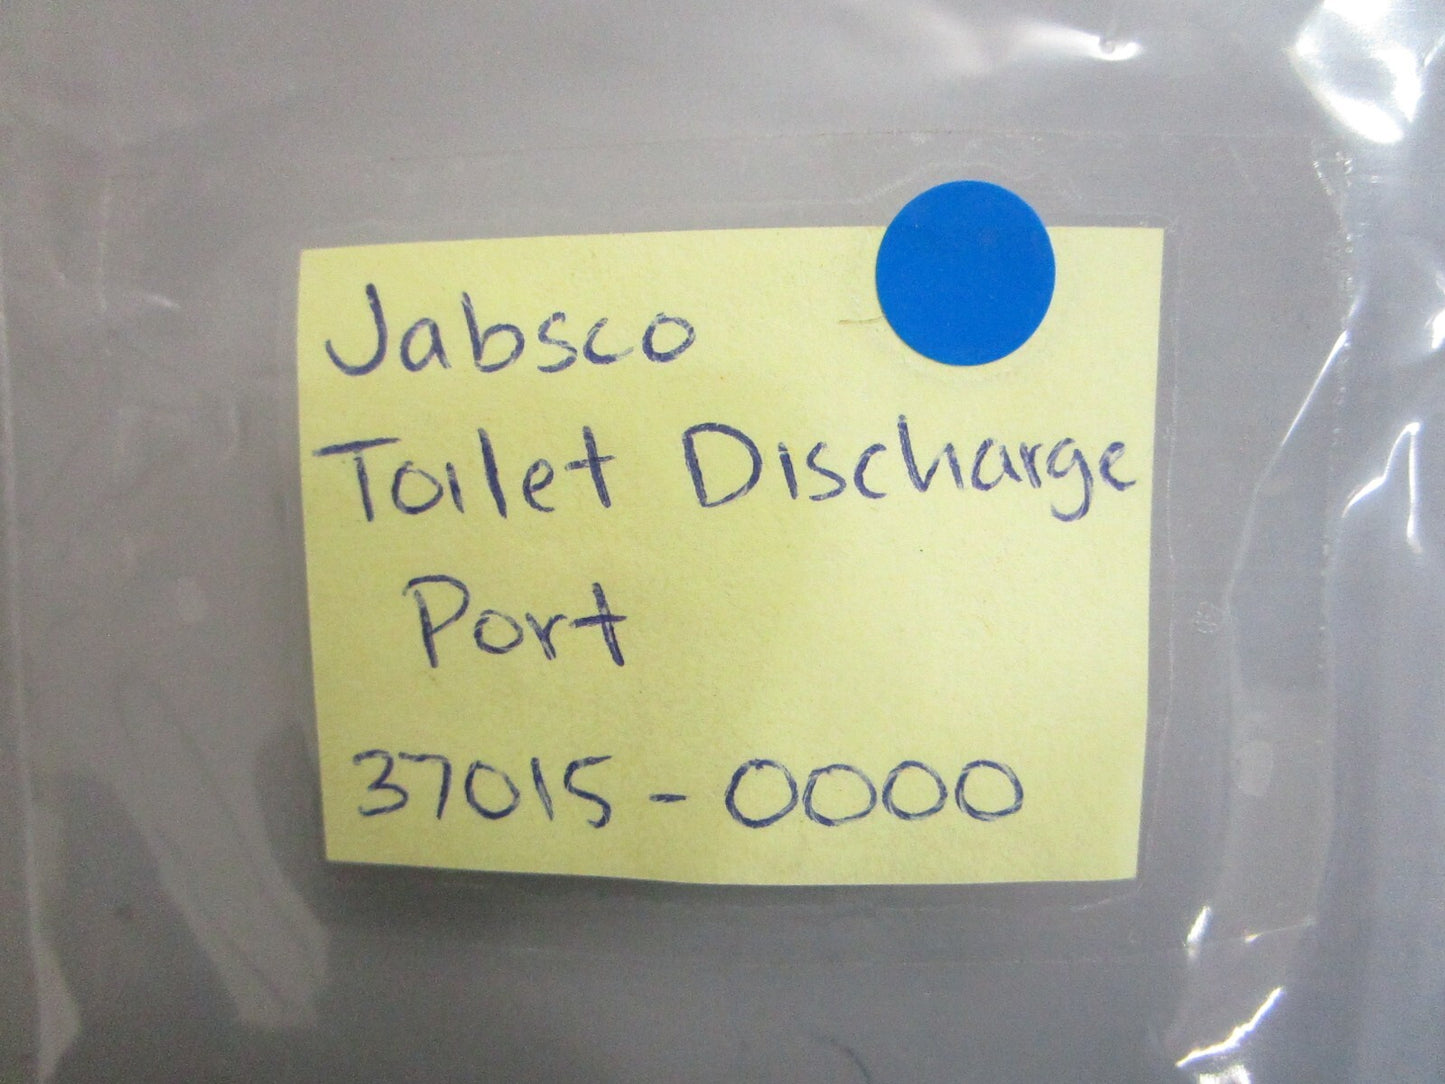 Jabsco
Toilet Discharge
Port
37015-0000